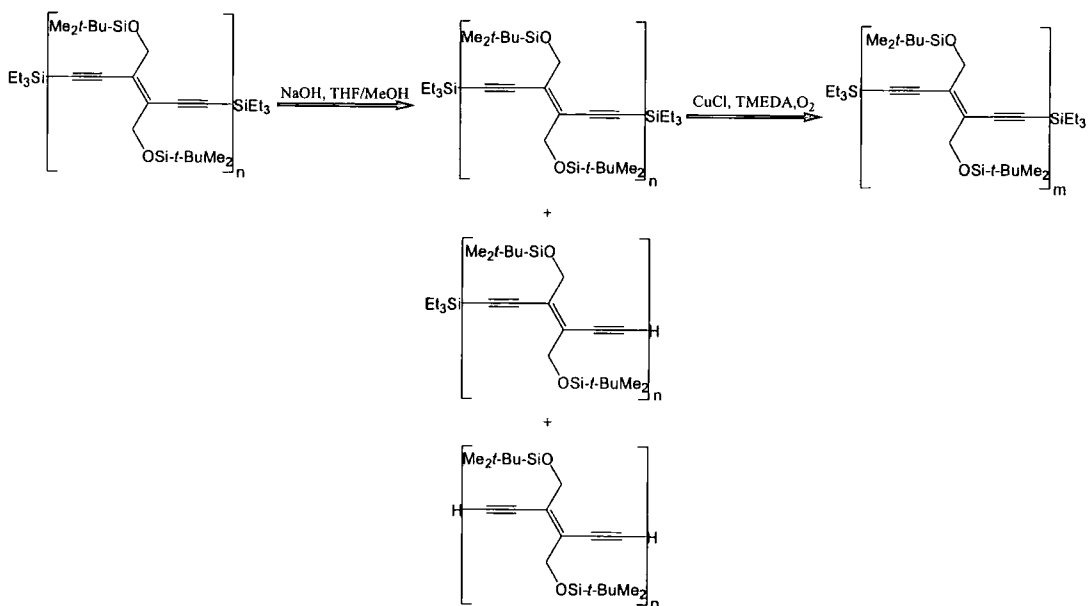 Me2t-Bu-SiO
Et3Si
SiEt3
OSi-t-BuMe2
n
NaOH, THF/MeOH
Me2t-Bu-SiO
Et3Si
SiEt3
OSi-t-BuMe2
n
CuCl, TMEDA,O2
Me2t-Bu-SiO
Et3Si
SiEt3
OSi-t-BuMe2
m
+
Me2t-Bu-SiO
Et3Si
H
OSi-t-BuMe2
n
+
Me2t-Bu-SiO
H
H
OSi-t-BuMe2
n